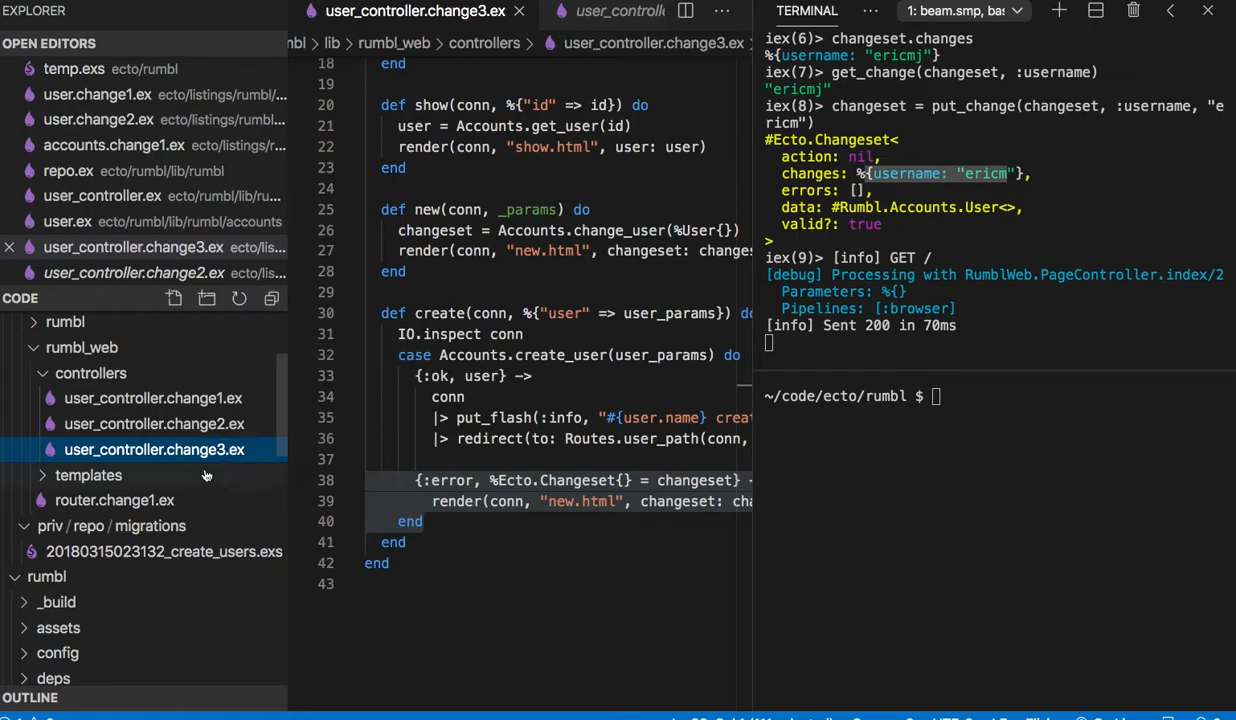 EXPLORER
OPEN EDITORS
temp.exs ecto/rumbl
user.change1.ex ecto/listings/rumbl/...
user.change2.ex ecto/listings/rumbl...
accounts.change1.ex ecto/listings/r...
repo.ex ecto/rumbl/lib/rumbl
user_controller.ex ecto/rumbl/lib/ru...
user.ex ecto/rumbl/lib/rumbl/accounts
user_controller.change3.ex ecto/lis...
user_controller.change2.ex ecto/lis...
CODE
rumbl
rumbl_web
controllers
user_controller.change1.ex
user_controller.change2.ex
user_controller.change3.ex
templates
router.change1.ex
priv / repo / migrations
20180315023132_create_users.exs
rumbl
_build
assets
config
deps
OUTLINE
user_controller.change3.ex
user_controll
nbl > lib > rumbl_web > controllers > user_controller.change3.ex
18 end
19
20 def show(conn, %{"id" => id}) do
21 user = Accounts.get_user(id)
22 render(conn, "show.html", user: user)
23 end
24
25 def new(conn, _params) do
26 changeset = Accounts.change_user(%User{})
27 render(conn, "new.html", changeset: change
28 end
29
30 def create(conn, %{"user" => user_params}) do
31 IO.inspect conn
32 case Accounts.create_user(user_params) do
33 {:ok, user} ->
34 conn
35 |> put_flash(:info, "#{user.name} crea
36 |> redirect(to: Routes.user_path(conn,
37
38 {:error, %Ecto.Changeset{} = changeset} -
39 render(conn, "new.html", changeset: cha
40 end
41 end
42 end
43
TERMINAL ... 1: beam.smp, bas
iex(6)> changeset.changes
%{username: "ericmj"}
iex(7)> get_change(changeset, :username)
"ericmj"
iex(8)> changeset = put_change(changeset, :username, "e
ricm")
#Ecto.Changeset<
action: nil,
changes: %{username: "ericm"},
errors: [],
data: #Rumbl.Accounts.User<>,
valid?: true
>
iex(9)> [info] GET /
[debug] Processing with RumblWeb.PageController.index/2
Parameters: %{}
Pipelines: [:browser]
[info] Sent 200 in 70ms
~/code/ecto/rumbl $